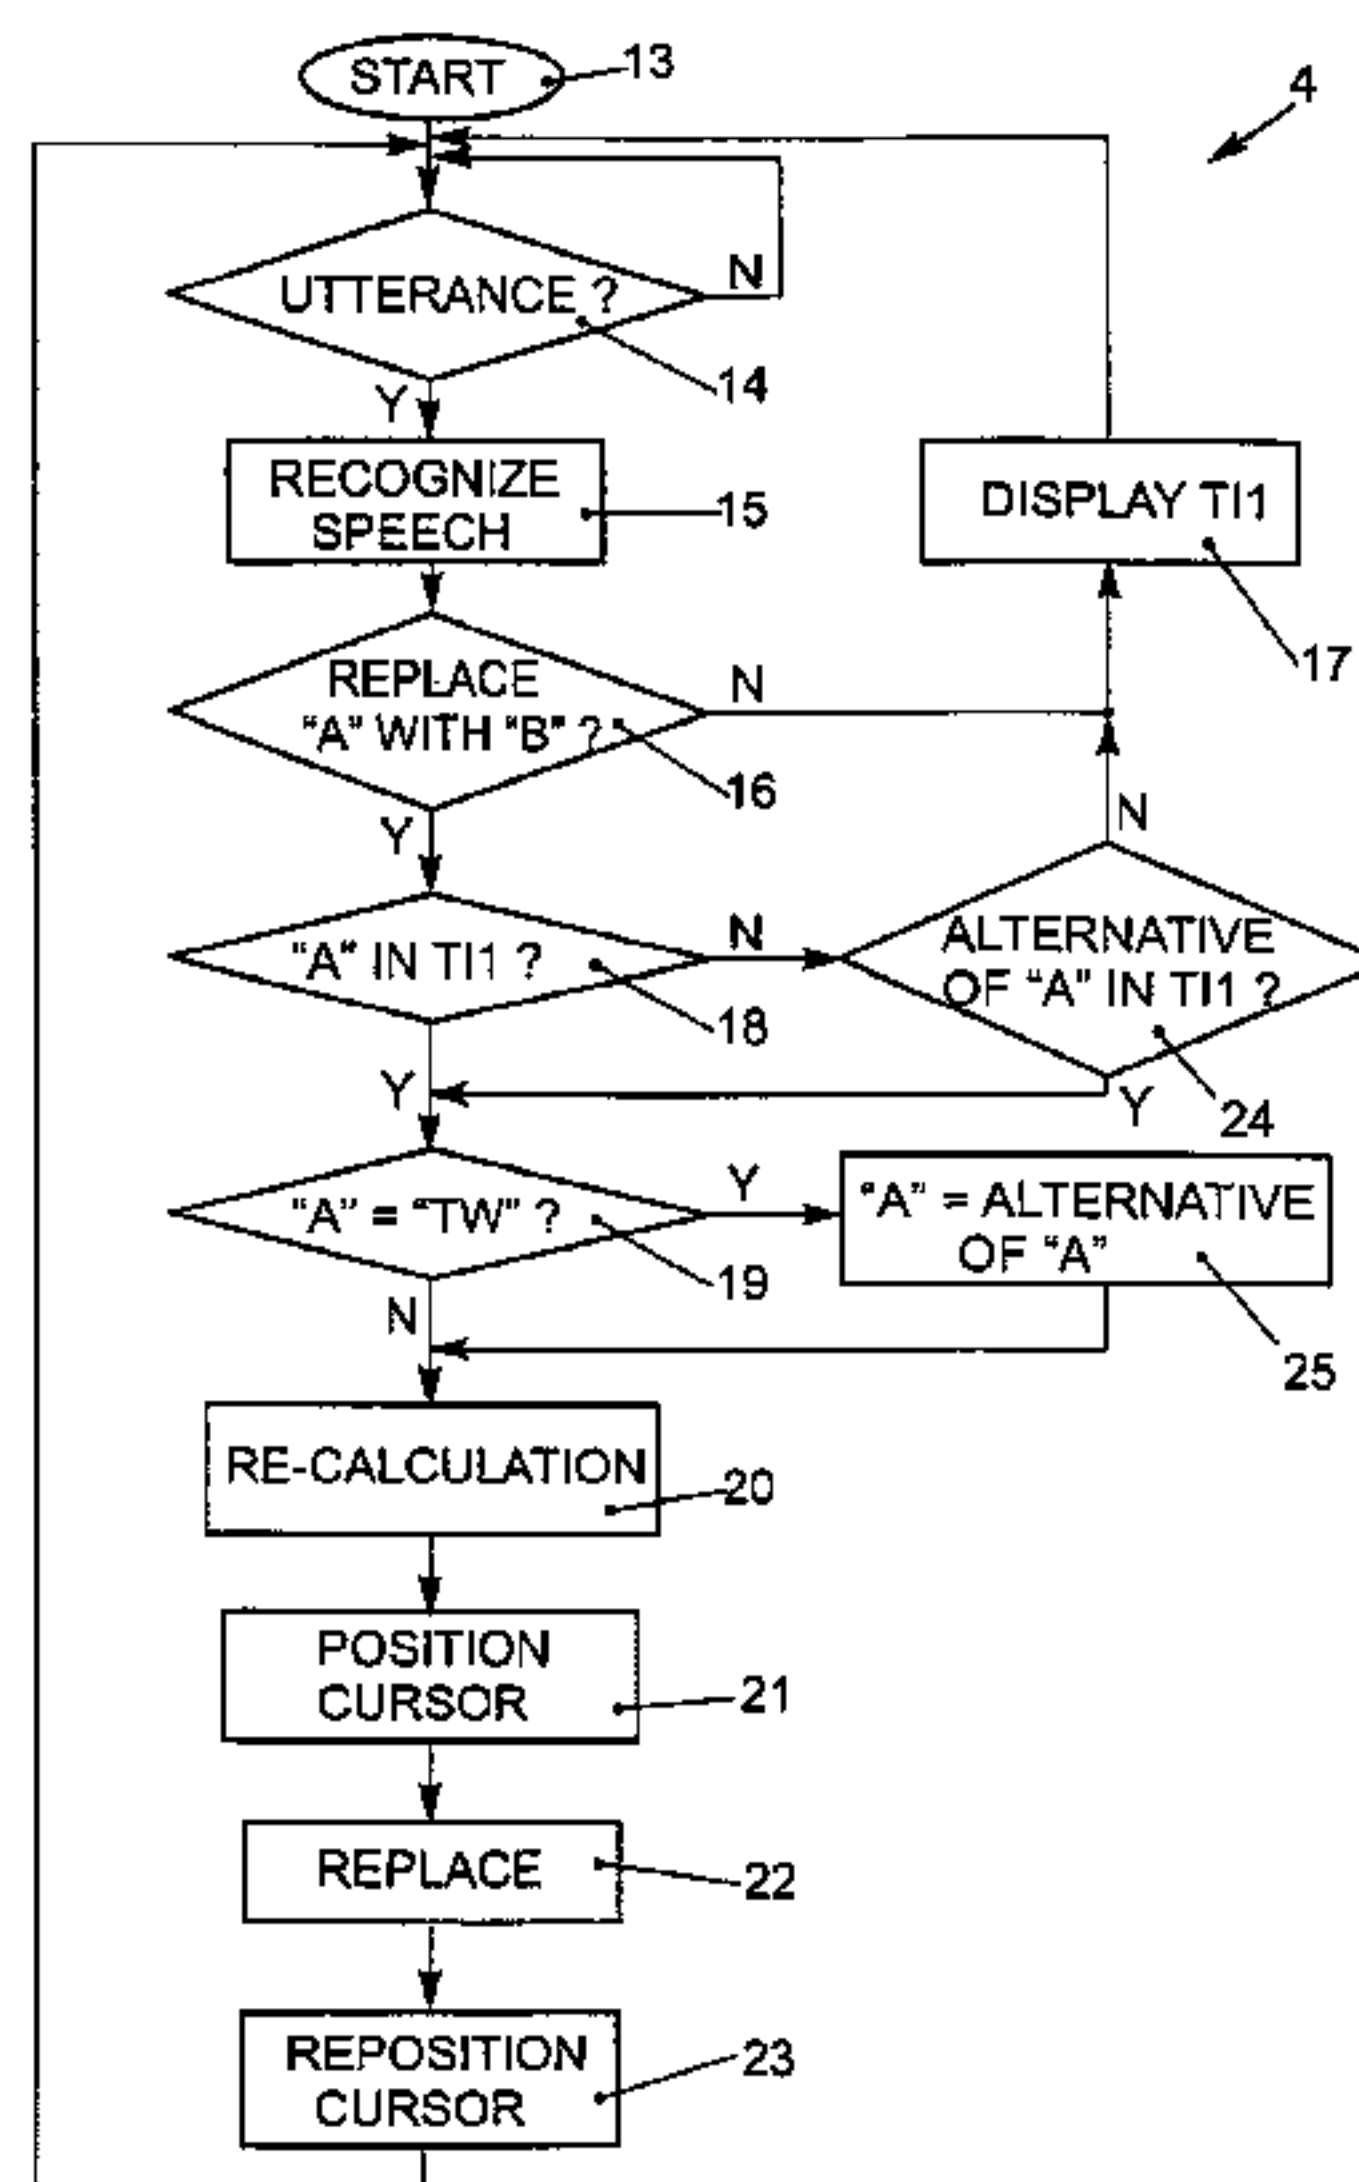 START
13
4
UTTERANCE ?
N
14
Y
RECOGNIZE
SPEECH
15
DISPLAY TI1
17
REPLACE
"A" WITH "B" ?
N
16
Y
N
"A" IN TI1 ?
N
18
ALTERNATIVE
OF "A" IN TI1 ?
24
Y
Y
"A" = "TW" ?
Y
19
"A" = ALTERNATIVE
OF "A"
25
N
RE-CALCULATION
20
POSITION
CURSOR
21
REPLACE
22
REPOSITION
CURSOR
23